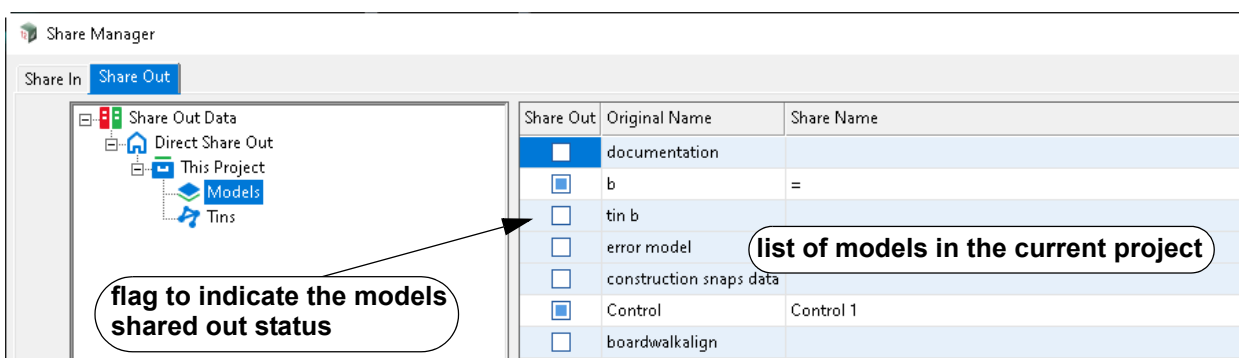 Share Manager
Share In Share Out
Share Out Data
Direct Share Out
This Project
Models
Tins
Share Out Original Name Share Name
documentation
b =
tin b
error model
construction snaps data
Control Control 1
boardwalkalign
list of models in the current project
flag to indicate the models
shared out status